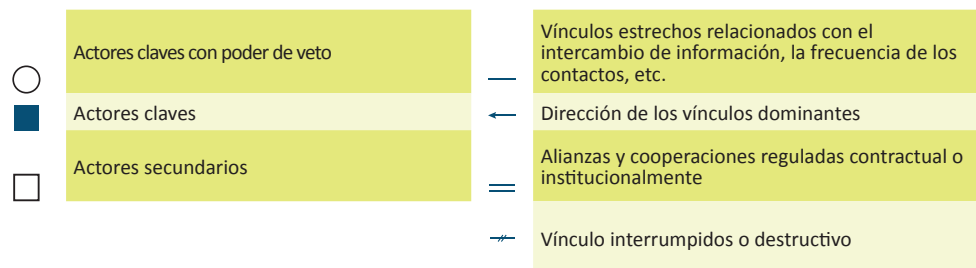 Actores claves con poder de veto
Vínculos estrechos relacionados con el
intercambio de información, la frecuencia de los
contactos, etc.
Actores claves
Dirección de los vínculos dominantes
Actores secundarios
Alianzas y cooperaciones reguladas contractual o
institucionalmente
Vínculo interrumpidos o destructivo